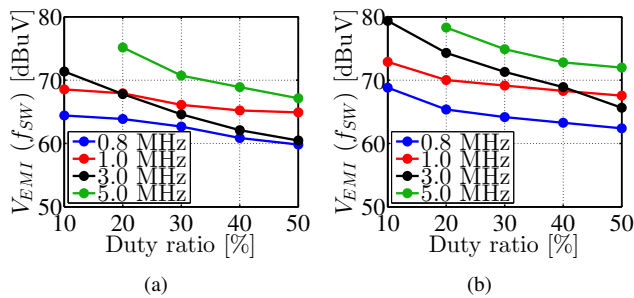 80
70
60
50
V_EMI (f_SW) [dBuV]
0.8 MHz
1.0 MHz
3.0 MHz
5.0 MHz
10 20 30 40 50
Duty ratio [%]
(a)
80
70
60
50
V_EMI (f_SW) [dBuV]
0.8 MHz
1.0 MHz
3.0 MHz
5.0 MHz
10 20 30 40 50
Duty ratio [%]
(b)